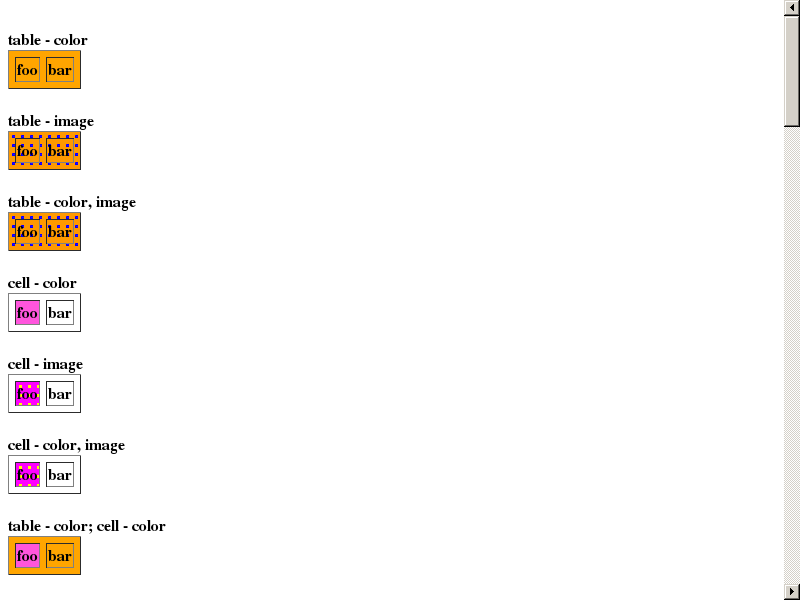 table - color
foo bar
table - image
foo bar
table - color, image
foo bar
cell - color
foo bar
cell - image
foo bar
cell - color, image
foo bar
table - color; cell - color
foo bar